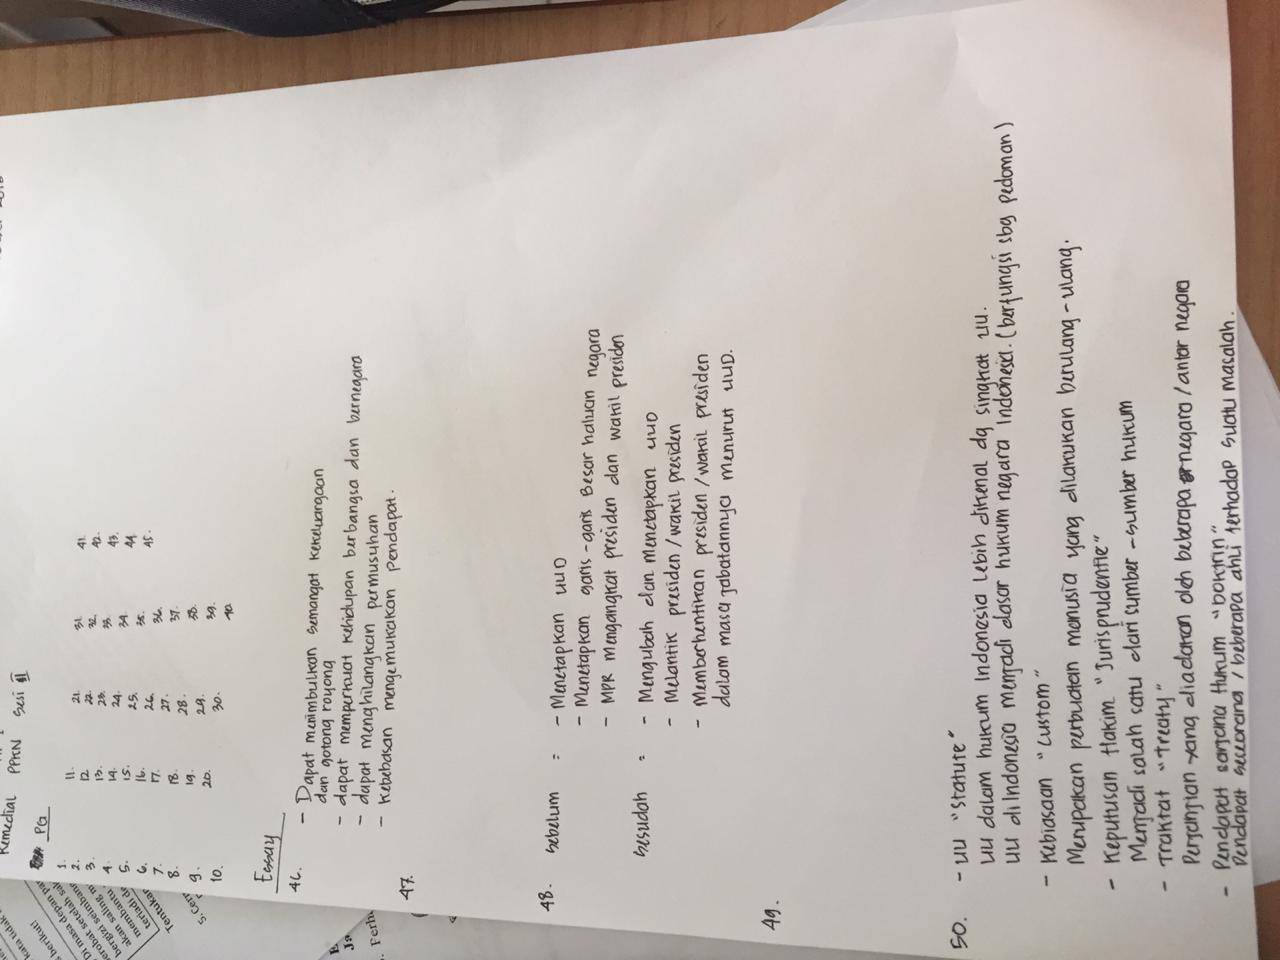 kata tidak
berikut!
Di masa depan pa
erobat setelah sak
bergizi seimban
akan saling m
membantu
terjadi de
Tentukan
5. Cerm
Ja
Perh
Remedial PPKN Sesi II
PG
1. 11. 21. 31. 41.
2. 12 22. 32. 42.
3. 13. 23. 33. 43.
4. 14. 24. 34. 44
5. 15. 25. 35. 45.
6. 16. 26. 36.
7. 17. 27. 37.
8. 18. 28. 38.
9. 19. 29. 39.
10. 20. 30. 40.
Essay
46. - Dapat menimbulkan semangat kekeluargaan
dan gotong royong
- dapat memperkuat kehidupan berbangsa dan bernegara
- dapat menghilangkan permusuhan
- kebebasan mengemukakan pendapat.
47.
48. sebelum = - Menetapkan UUD
- Menetapkan garis-garis Besar haluan negara
- MPR mengangkat presiden dan wakil presiden
sesudah = - Mengubah dan menetapkan UUD
- Melantik presiden/wakil presiden
- Memberhentikan presiden/wakil presiden
dalam masa jabatannya menurut UUD.
49.
50. - UU "Statute"
UU dalam hukum Indonesia lebih dikenal dg singkat UU.
UU di Indonesia menjadi dasar hukum negara Indonesia. (berfungsi sbg pedoman)
- Kebiasaan "Custom"
Merupakan perbuatan manusia yang dilakukan berulang-ulang.
- Keputusan Hakim "Jurisprudentie"
Menjadi salah satu dari sumber-sumber hukum
- Traktat "treaty"
Perjanjian yang diadakan oleh beberapa negara/antar negara
- Pendapat sarjana Hukum "Doktrin"
Pendapat seseorang/beberapa ahli terhadap suatu masalah.